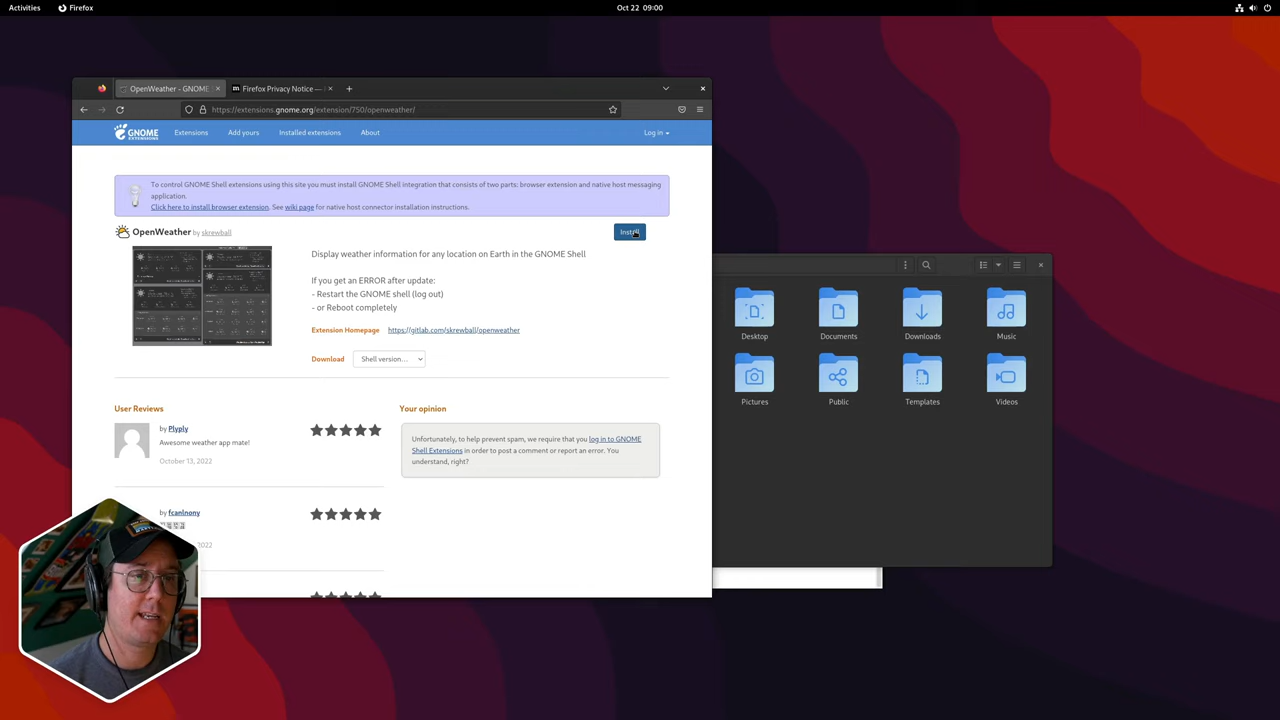 Activities
Firefox
Oct 22 09:00
OpenWeather - GNOME
Firefox Privacy Notice —
https://extensions.gnome.org/extension/750/openweather/
GNOME
EXTENSIONS
Extensions
Add yours
Installed extensions
About
Log in
To control GNOME Shell extensions using this site you must install GNOME Shell integration that consists of two parts: browser extension and native host messaging
application.
Click here to install browser extension. See wiki page for native host connector installation instructions.
OpenWeather by skrewball
Install
Display weather information for any location on Earth in the GNOME Shell
If you get an ERROR after update:
- Restart the GNOME shell (log out)
- or Reboot completely
Extension Homepage https://gitlab.com/skrewball/openweather
Download Shell version...
User Reviews
by Plyply
Awesome weather app mate!
October 13, 2022
by fcanlnony
2022
Your opinion
Unfortunately, to help prevent spam, we require that you log in to GNOME
Shell Extensions in order to post a comment or report an error. You
understand, right?
Desktop
Documents
Downloads
Music
Pictures
Public
Templates
Videos